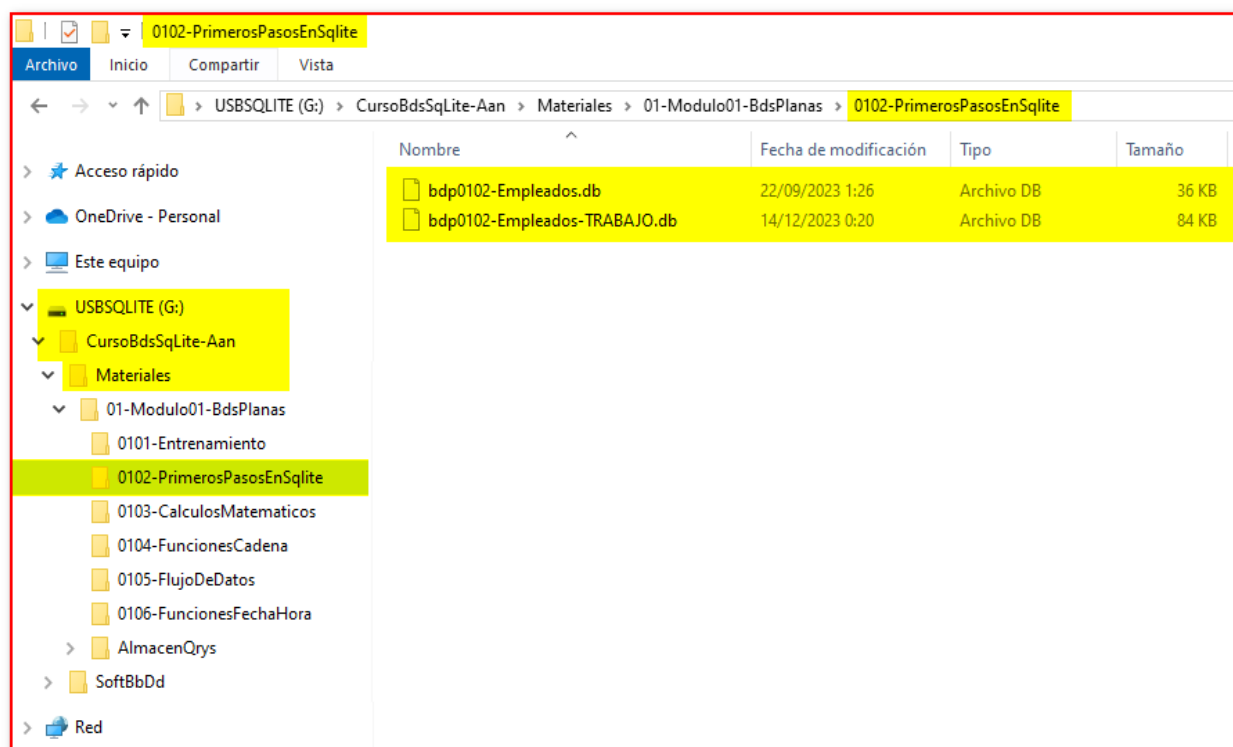 0102-PrimerosPasosEnSqlite
Archivo Inicio Compartir Vista
USBSQLITE (G:) > CursoBdsSqLite-Aan > Materiales > 01-Modulo01-BdsPlanas > 0102-PrimerosPasosEnSqlite
Nombre Fecha de modificación Tipo Tamaño
bdp0102-Empleados.db 22/09/2023 1:26 Archivo DB 36 KB
bdp0102-Empleados-TRABAJO.db 14/12/2023 0:20 Archivo DB 84 KB
Acceso rápido
OneDrive - Personal
Este equipo
USBSQLITE (G:)
CursoBdsSqLite-Aan
Materiales
01-Modulo01-BdsPlanas
0101-Entrenamiento
0102-PrimerosPasosEnSqlite
0103-CalculosMatematicos
0104-FuncionesCadena
0105-FlujoDeDatos
0106-FuncionesFechaHora
AlmacenQrys
SoftBbDd
Red